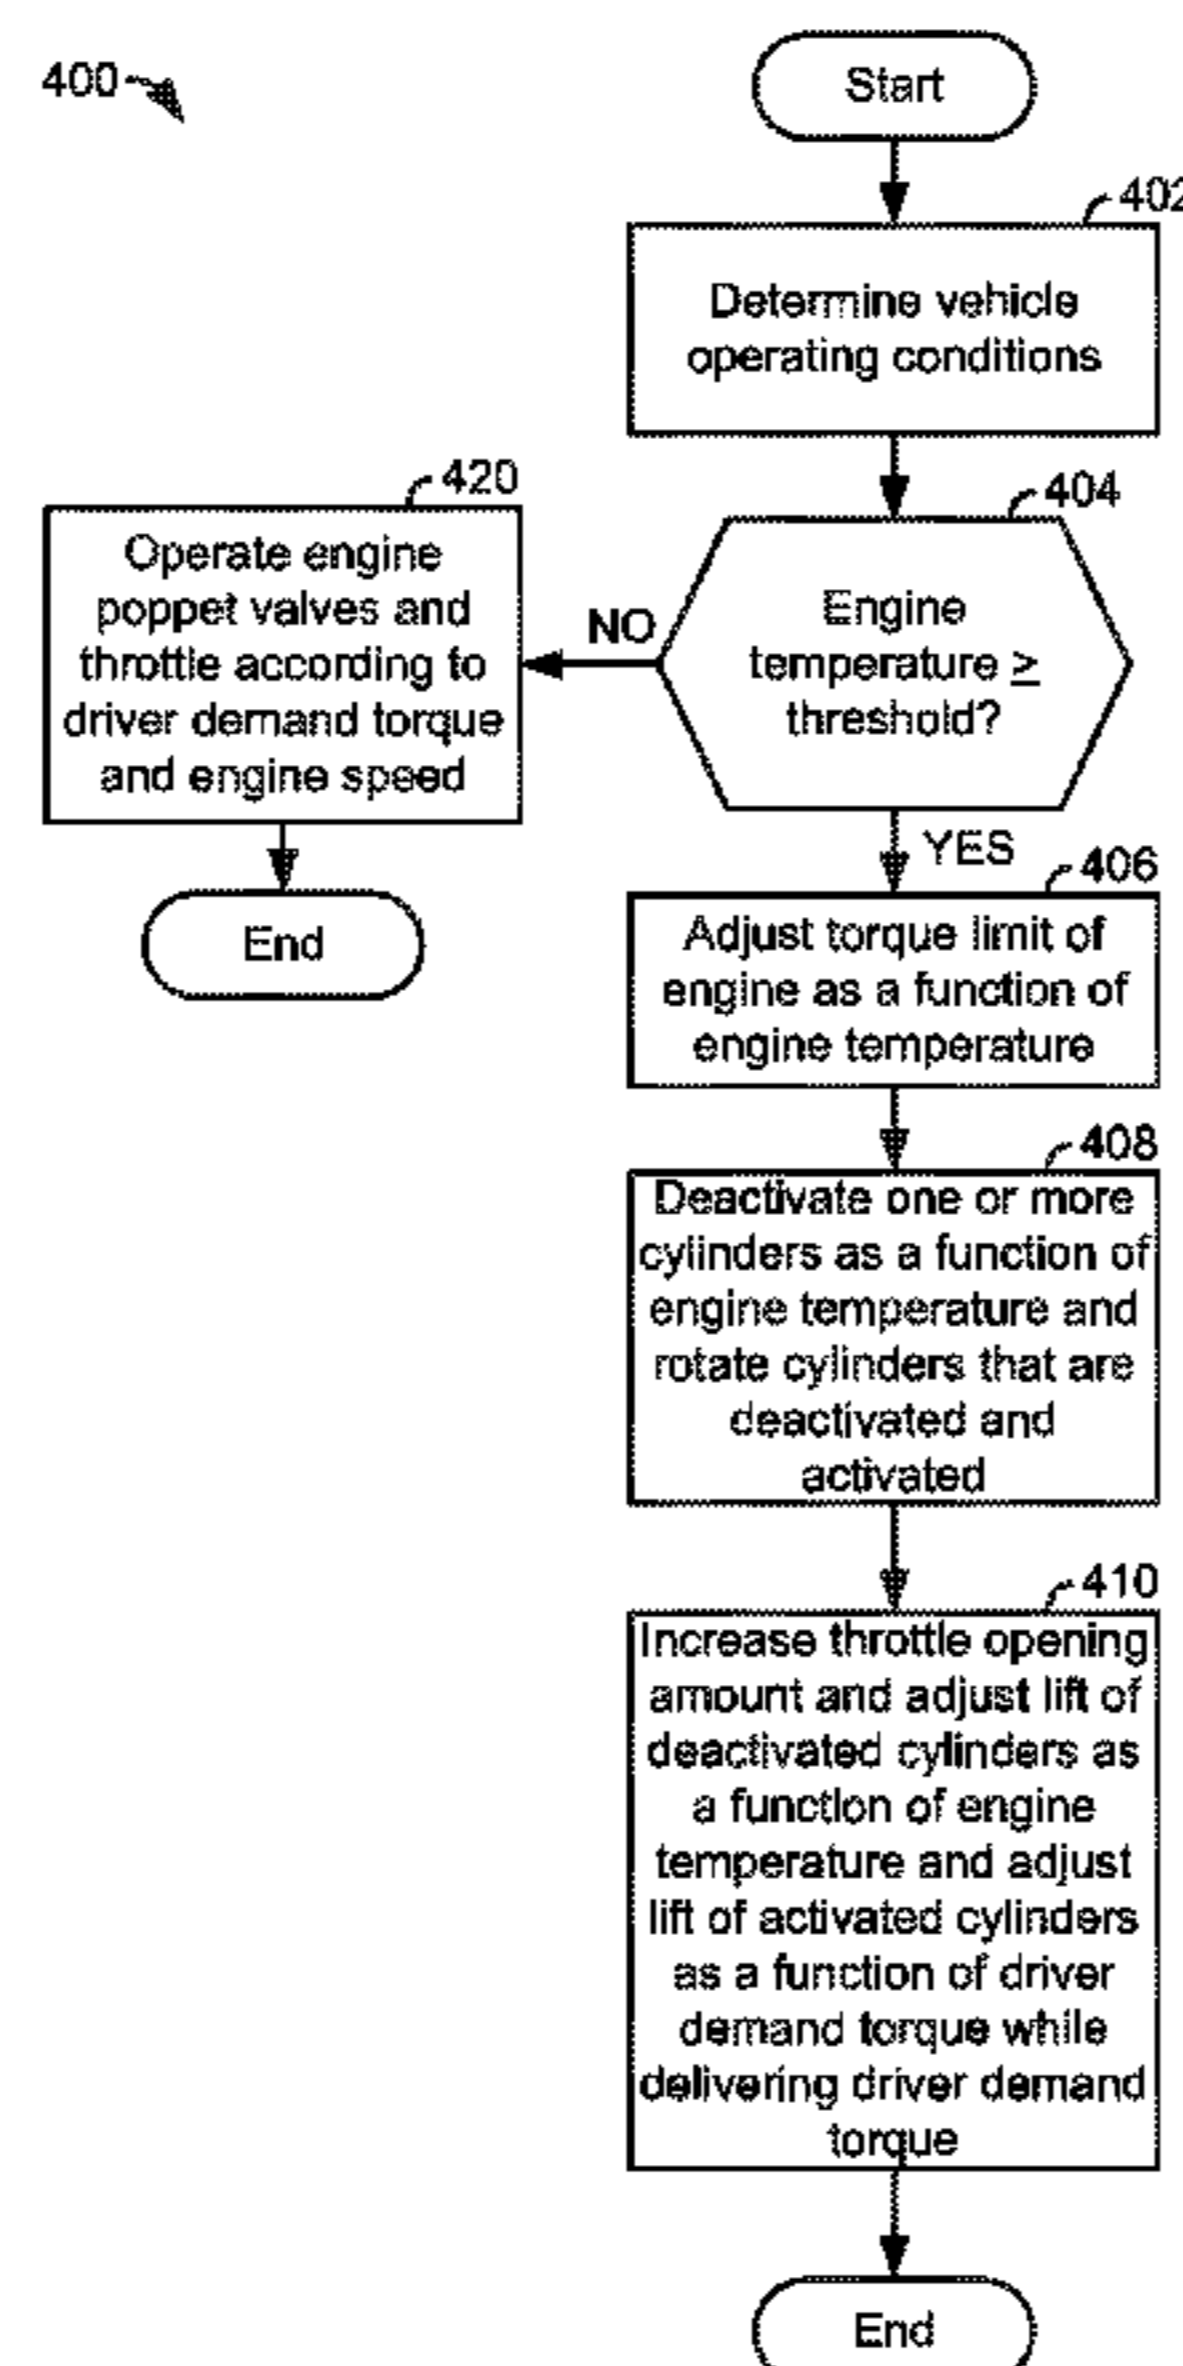 400
Start
402
Determine vehicle
operating conditions
404
Engine
temperature ≥
threshold?
NO
420
Operate engine
poppet valves and
throttle according to
driver demand torque
and engine speed
End
YES
406
Adjust torque limit of
engine as a function of
engine temperature
408
Deactivate one or more
cylinders as a function of
engine temperature and
rotate cylinders that are
deactivated and
activated
410
Increase throttle opening
amount and adjust lift of
deactivated cylinders as
a function of engine
temperature and adjust
lift of activated cylinders
as a function of driver
demand torque while
delivering driver demand
torque
End